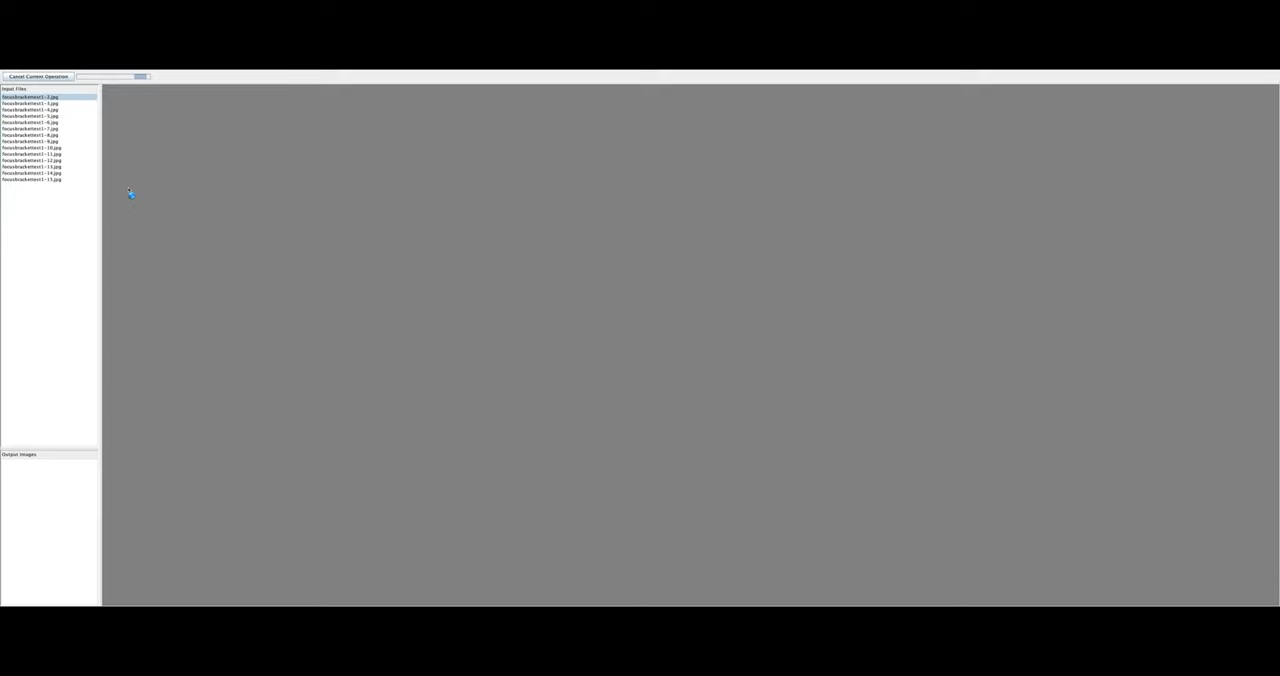 Cancel Current Operation
Input Files
focusbrackettest1-2.jpg
focusbrackettest1-3.jpg
focusbrackettest1-4.jpg
focusbrackettest1-5.jpg
focusbrackettest1-6.jpg
focusbrackettest1-7.jpg
focusbrackettest1-8.jpg
focusbrackettest1-9.jpg
focusbrackettest1-10.jpg
focusbrackettest1-11.jpg
focusbrackettest1-12.jpg
focusbrackettest1-13.jpg
focusbrackettest1-14.jpg
focusbrackettest1-15.jpg
Output Images